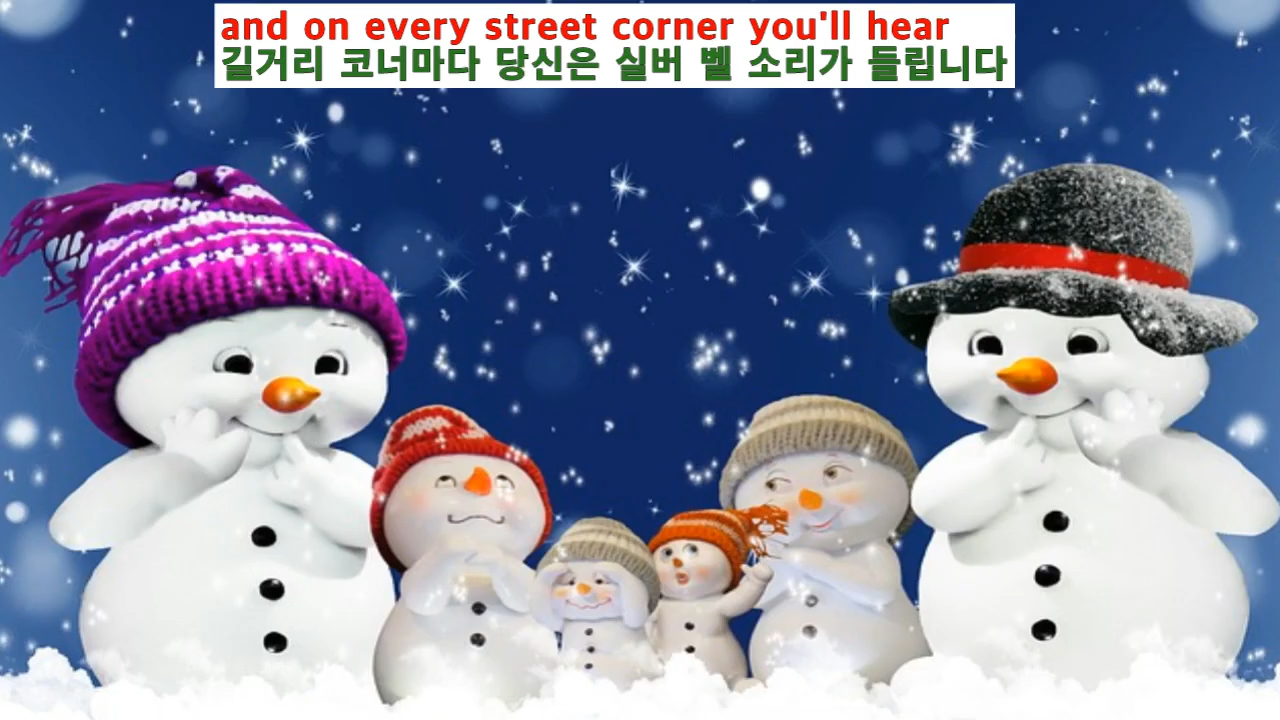 and on every street corner you'll hear
길거리 코너마다 당신은 실버 벨 소리가 들립니다